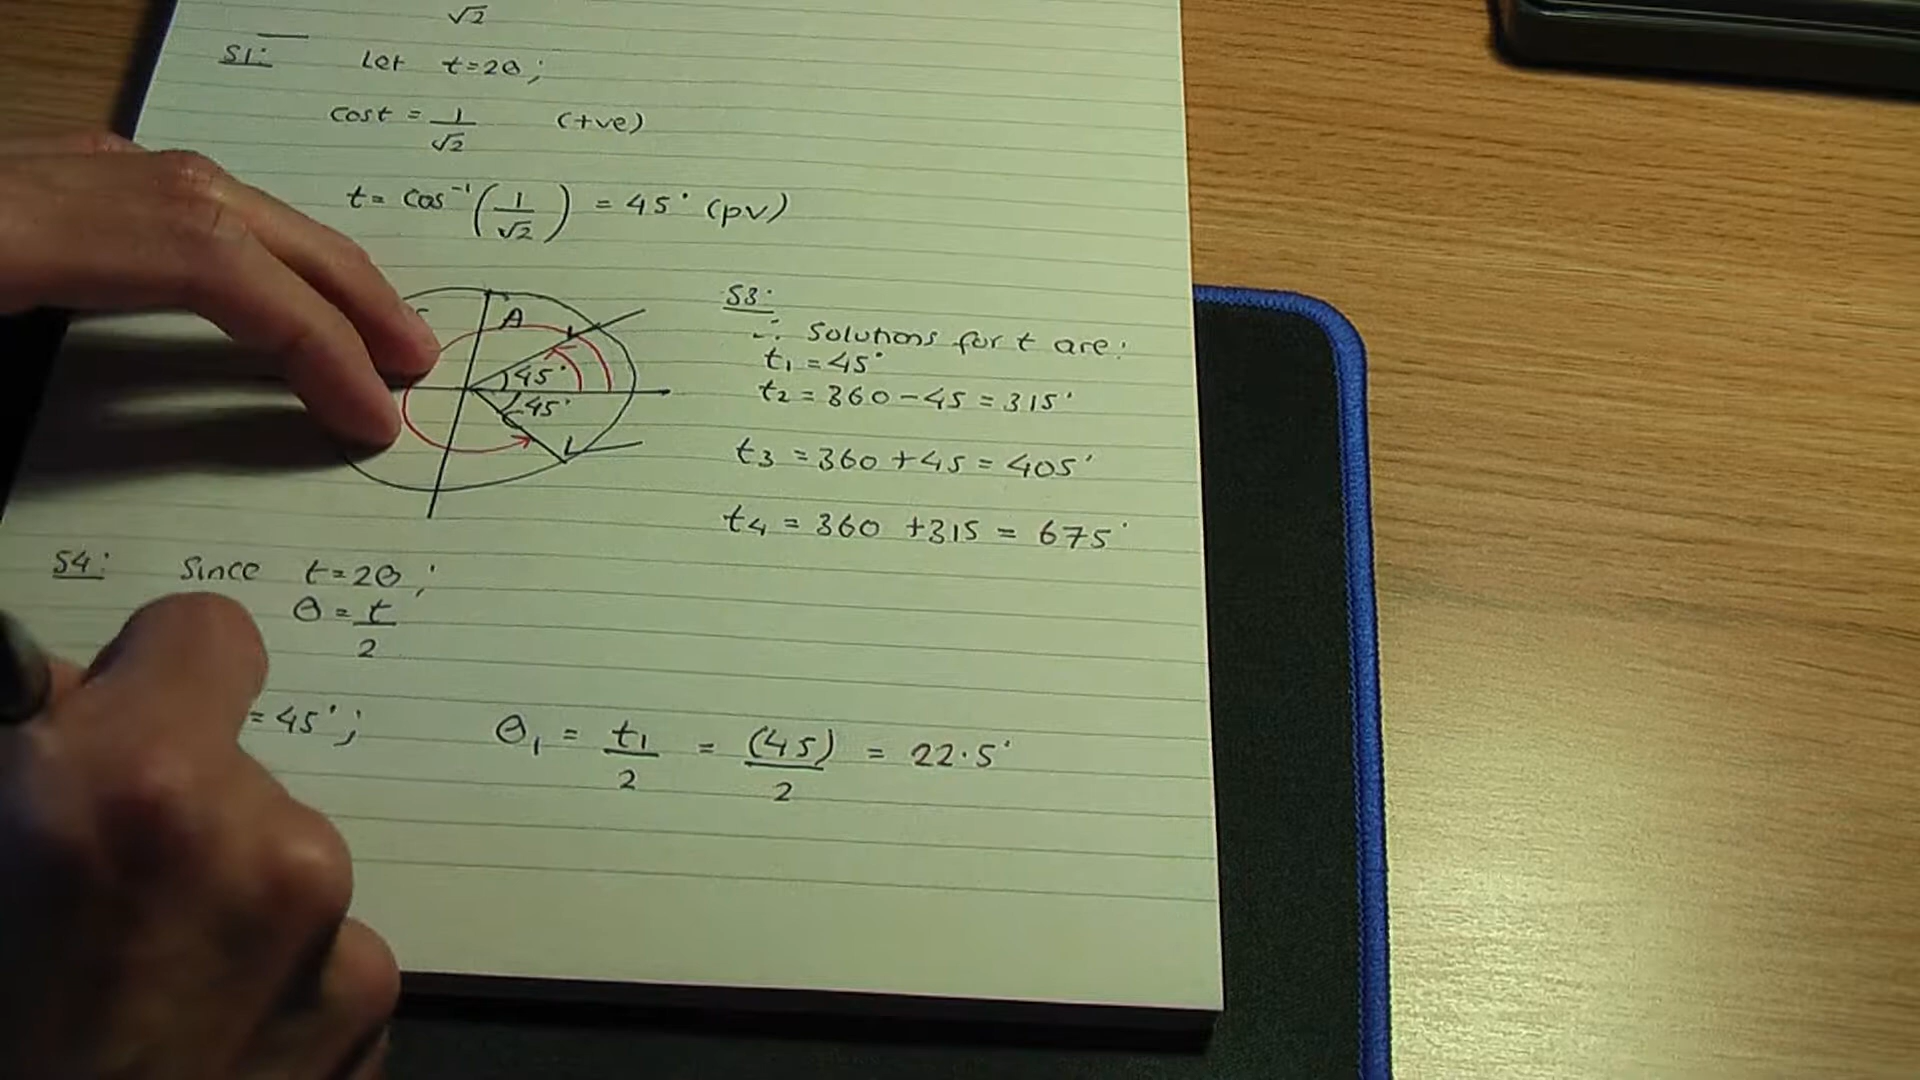 √2
S1: Let t=2θ;
cost = 1/√2 (+ve)
t= cos⁻¹(1/√2) = 45° (pv)
A
45°
45°
S3:
∴ Solutions for t are:
t₁ = 45°
t₂ = 360 - 45 = 315°
t₃ = 360 + 45 = 405°
t₄ = 360 + 315 = 675°
S4: Since t=2θ;
θ = t/2
= 45°; θ₁ = t₁/2 = (45)/2 = 22.5°